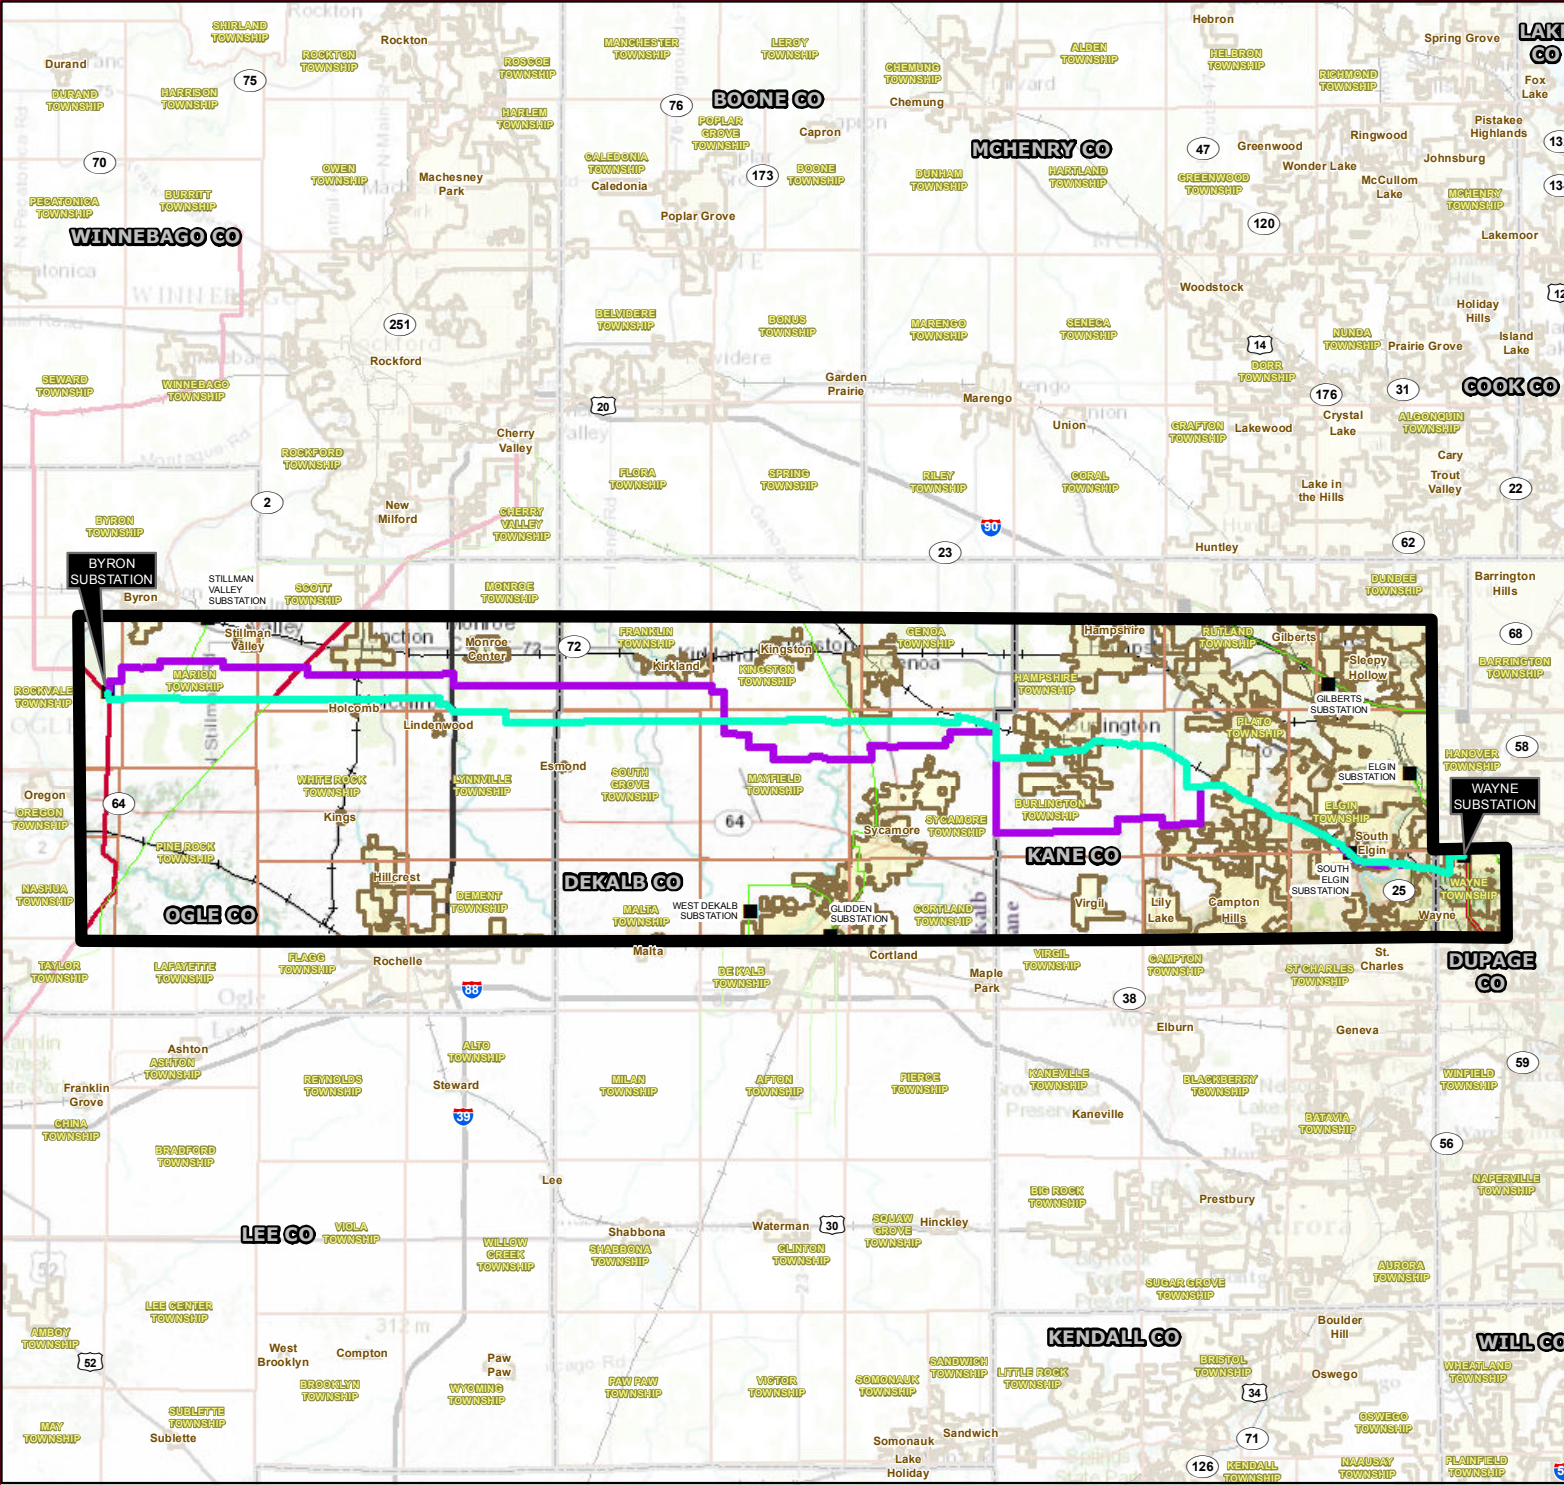 SHIRLAND
TOWNSHIP
Rockton
ROCKTON
TOWNSHIP
Rockton
MANCHESTER
TOWNSHIP
LEROY
TOWNSHIP
ALDEN
TOWNSHIP
Hebron
HELBRON
TOWNSHIP
Spring Grove
LAKE
CO
Durand
DURAND
TOWNSHIP
HARRISON
TOWNSHIP
75
ROSCOE
TOWNSHIP
HARLEM
TOWNSHIP
76
BOONE CO
CHEMUNG
TOWNSHIP
Chemung
RICHMOND
TOWNSHIP
Fox
Lake
POPLAR
GROVE
TOWNSHIP
Capron
Capron
MCHENRY CO
47
Greenwood
Ringwood
Pistakee
Highlands
70
OWEN
TOWNSHIP
Machesney
Park
CALEDONIA
TOWNSHIP
Caledonia
173
BOONE
TOWNSHIP
DUNHAM
TOWNSHIP
HARTLAND
TOWNSHIP
GREENWOOD
TOWNSHIP
Wonder Lake
Johnsburg
McCullom
Lake
MCHENRY
TOWNSHIP
PECATONICA
TOWNSHIP
BURRITT
TOWNSHIP
WINNEBAGO CO
Poplar Grove
120
Lakemoor
Woodstock
Holiday
Hills
Island
Lake
251
Rockford
BELVIDERE
TOWNSHIP
BONUS
TOWNSHIP
MARENGO
TOWNSHIP
SENECA
TOWNSHIP
14
DORR
TOWNSHIP
NUNDA
TOWNSHIP
Prairie Grove
SEWARD
TOWNSHIP
WINNEBAGO
TOWNSHIP
20
Garden
Prairie
Marengo
Union
176
31
COOK CO
Cherry
Valley
GRAFTON
TOWNSHIP
Lakewood
Crystal
Lake
ALGONQUIN
TOWNSHIP
Cary
Trout
Valley
ROCKFORD
TOWNSHIP
Montague Rd
FLORA
TOWNSHIP
SPRING
TOWNSHIP
RILEY
TOWNSHIP
CORAL
TOWNSHIP
Lake in
the Hills
22
2
New
Milford
BYRON
TOWNSHIP
CHERRY
VALLEY
TOWNSHIP
90
23
Huntley
62
BYRON
SUBSTATION
Byron
STILLMAN
VALLEY
SUBSTATION
SCOTT
TOWNSHIP
MONROE
TOWNSHIP
DUNDEE
TOWNSHIP
Barrington
Hills
Stillman
Valley
Monroe
Center
72
72
FRANKLIN
TOWNSHIP
Kirkland
Kingston
KINGSTON
TOWNSHIP
GENOA
TOWNSHIP
Genoa
Hampshire
HAMPSHIRE
TOWNSHIP
RUTLAND
TOWNSHIP
Gilberts
Sleepy
Hollow
68
BARRINGTON
TOWNSHIP
ROCKVALE
TOWNSHIP
MARION
TOWNSHIP
Holcomb
Lindenwood
GILBERTS
SUBSTATION
Burlington
PLATO
TOWNSHIP
58
HANOVER
TOWNSHIP
Oregon
OREGON
TOWNSHIP
64
WHITE ROCK
TOWNSHIP
Kings
LYNNVILLE
TOWNSHIP
Esmond
SOUTH
GROVE
TOWNSHIP
MAYFIELD
TOWNSHIP
64
Sycamore
SYCAMORE
TOWNSHIP
BURLINGTON
TOWNSHIP
ELGIN
SUBSTATION
ELGIN
TOWNSHIP
WAYNE
SUBSTATION
2
PINE ROCK
TOWNSHIP
South
Elgin
KANE CO
NASHUA
TOWNSHIP
OGLE CO
Hillcrest
DEMENT
TOWNSHIP
DEKALB CO
MALTA
TOWNSHIP
WEST DEKALB
SUBSTATION
GLIDDEN
SUBSTATION
CORTLAND
TOWNSHIP
Virgil
Lily
Lake
Campton
Hills
SOUTH
ELGIN
SUBSTATION
25
WAYNE
TOWNSHIP
Wayne
TAYLOR
TOWNSHIP
LAFAYETTE
TOWNSHIP
FLAGG
TOWNSHIP
Rochelle
Malta
DE KALB
TOWNSHIP
Cortland
Maple
Park
VIRGIL
TOWNSHIP
CAMPTON
TOWNSHIP
ST CHARLES
TOWNSHIP
St.
Charles
DUPAGE
CO
Ogle
Lee
88
38
Elburn
Geneva
Ashton
ASHTON
TOWNSHIP
ALTO
TOWNSHIP
59
Franklin
Grove
CHINA
TOWNSHIP
REYNOLDS
TOWNSHIP
Steward
39
MILAN
TOWNSHIP
AFTON
TOWNSHIP
PIERCE
TOWNSHIP
KANEVILLE
TOWNSHIP
Kaneville
BLACKBERRY
TOWNSHIP
BATAVIA
TOWNSHIP
WINFIELD
TOWNSHIP
56
BRADFORD
TOWNSHIP
Lee
BIG ROCK
TOWNSHIP
Prestbury
NAPERVILLE
TOWNSHIP
LEE CO
VIOLA
TOWNSHIP
WILLOW
CREEK
TOWNSHIP
Shabbona
SHABBONA
TOWNSHIP
Waterman
30
CLINTON
TOWNSHIP
SQUAW
GROVE
TOWNSHIP
Hinckley
52
SUGAR GROVE
TOWNSHIP
AURORA
TOWNSHIP
LEE CENTER
TOWNSHIP
312 m
23
AMBOY
TOWNSHIP
52
West
Brooklyn
Compton
Paw
Paw
KENDALL CO
Boulder
Hill
WILL CO
BROOKLYN
TOWNSHIP
WYOMING
TOWNSHIP
PAW PAW
TOWNSHIP
VICTOR
TOWNSHIP
SOMONAUK
TOWNSHIP
SANDWICH
TOWNSHIP
LITTLE ROCK
TOWNSHIP
BRISTOL
TOWNSHIP
34
Oswego
WHEATLAND
TOWNSHIP
MAY
TOWNSHIP
SUBLETTE
TOWNSHIP
Sublette
Somonauk
Sandwich
Lake
Holiday
OSWEGO
TOWNSHIP
71
126
KENDALL
TOWNSHIP
NAAUSAY
TOWNSHIP
PLAINFIELD
TOWNSHIP